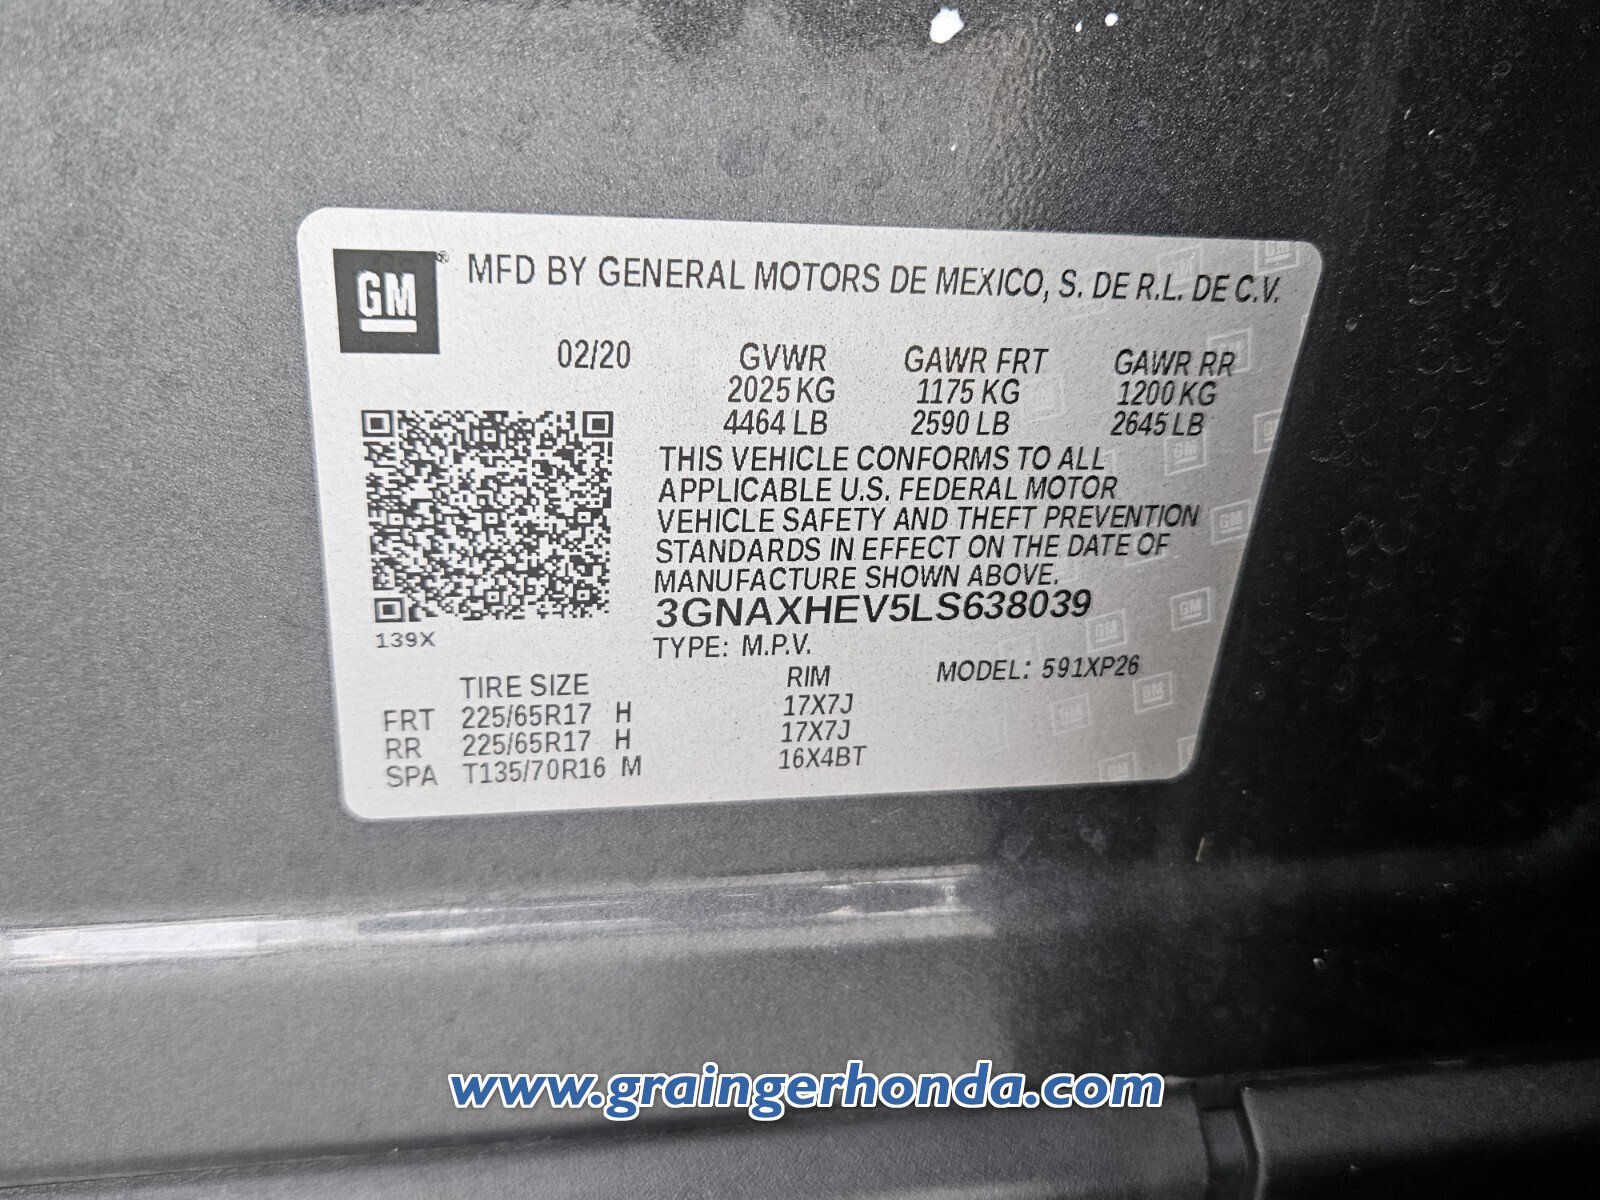 GM ® MFD BY GENERAL MOTORS DE MEXICO, S. DE R.L. DE C.V.
02/20 GVWR GAWR FRT GAWR RR
2025 KG 1175 KG 1200 KG
4464 LB 2590 LB 2645 LB
THIS VEHICLE CONFORMS TO ALL
APPLICABLE U.S. FEDERAL MOTOR
VEHICLE SAFETY AND THEFT PREVENTION
STANDARDS IN EFFECT ON THE DATE OF
MANUFACTURE SHOWN ABOVE.
3GNAXHEV5LS638039
139X
TYPE: M.P.V.
TIRE SIZE RIM MODEL: 591XP26
FRT 225/65R17 H 17X7J
RR 225/65R17 H 17X7J
SPA T135/70R16 M 16X4BT
www.graingerhonda.com